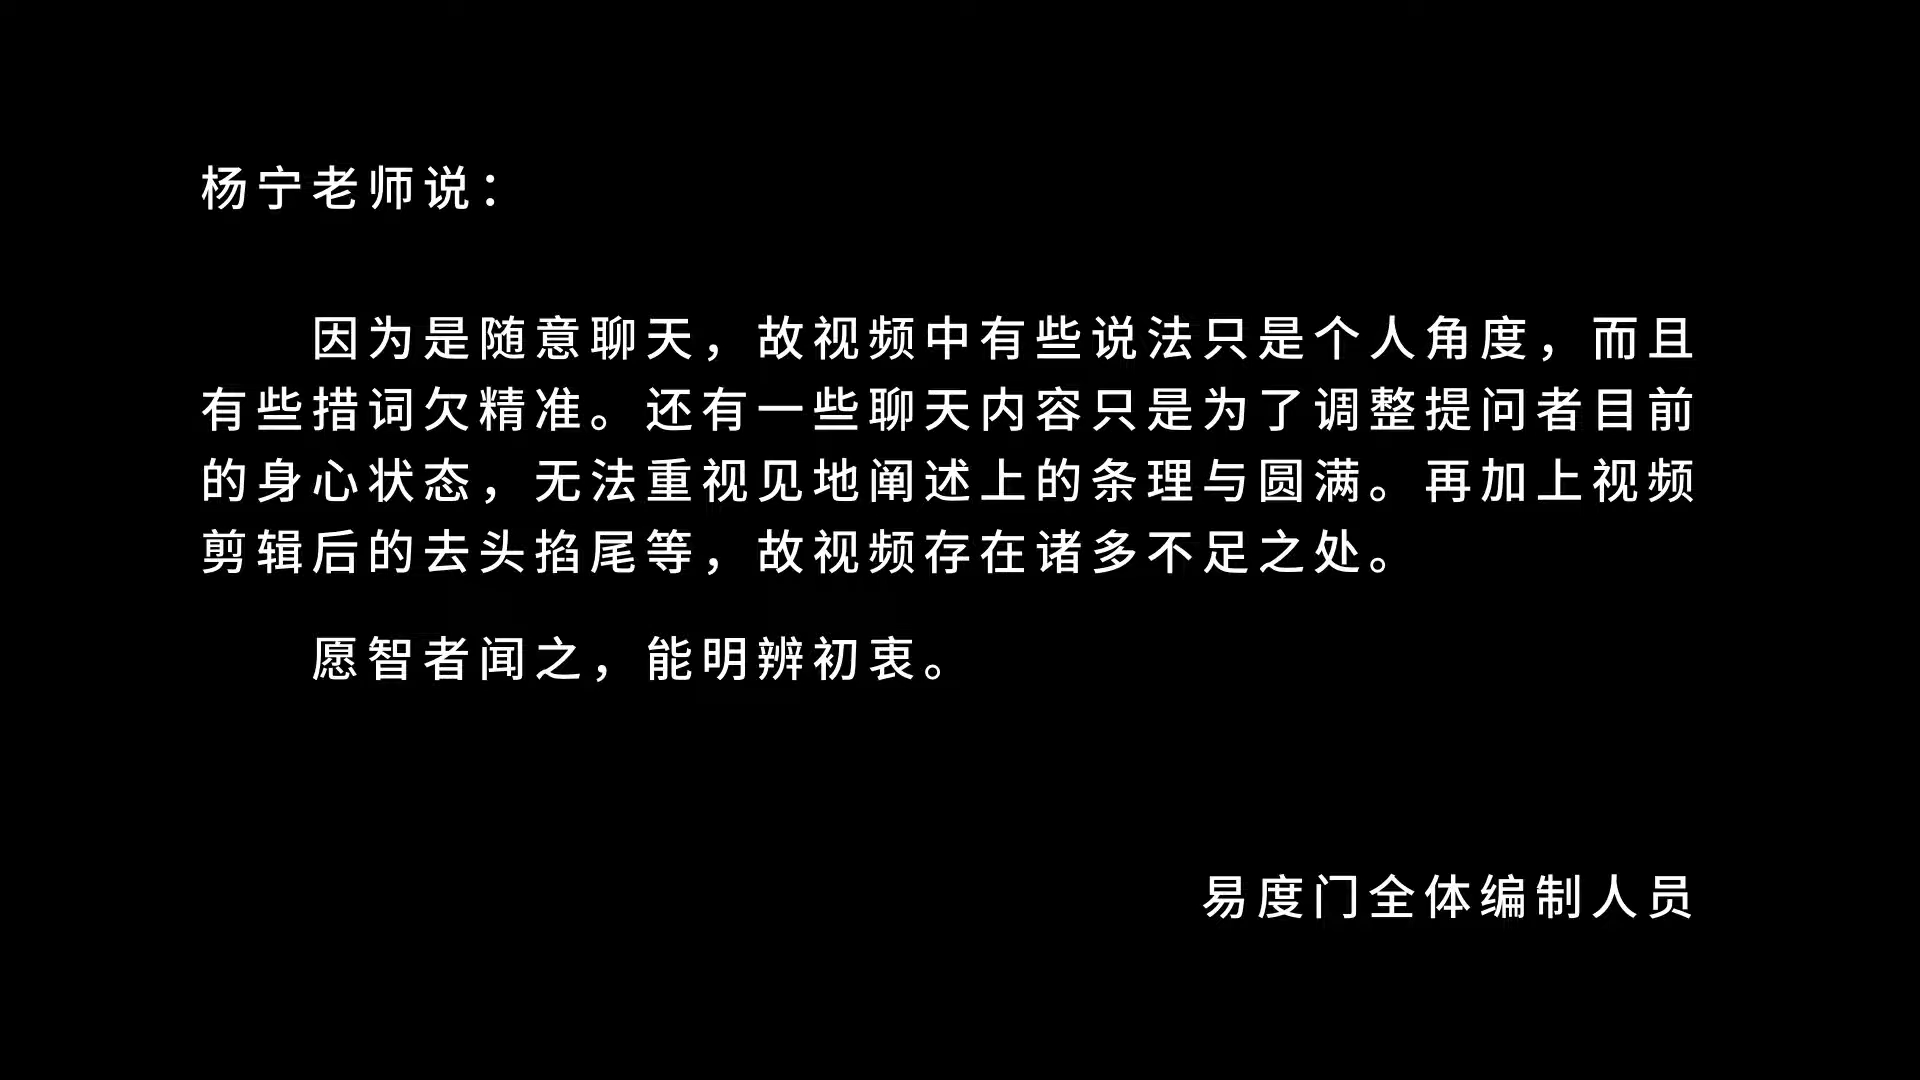 杨宁老师说：
因为是随意聊天，故视频中有些说法只是个人角度，而且
有些措词欠精准。还有一些聊天内容只是为了调整提问者目前
的身心状态，无法重视见地阐述上的条理与圆满。再加上视频
剪辑后的去头掐尾等，故视频存在诸多不足之处。
愿智者闻之，能明辨初衷。
易度门全体编制人员